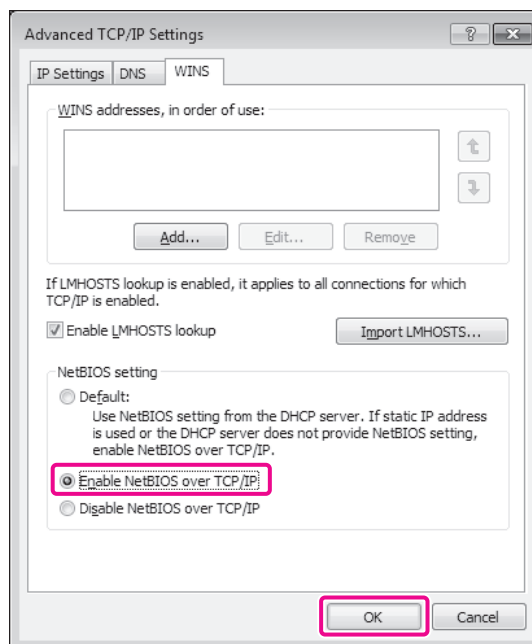 Advanced TCP/IP Settings
IP Settings DNS WINS
WINS addresses, in order of use:
Add... Edit... Remove
If LMHOSTS lookup is enabled, it applies to all connections for which
TCP/IP is enabled.
Enable LMHOSTS lookup Import LMHOSTS...
NetBIOS setting
Default:
Use NetBIOS setting from the DHCP server. If static IP address
is used or the DHCP server does not provide NetBIOS setting,
enable NetBIOS over TCP/IP.
Enable NetBIOS over TCP/IP
Disable NetBIOS over TCP/IP
OK Cancel